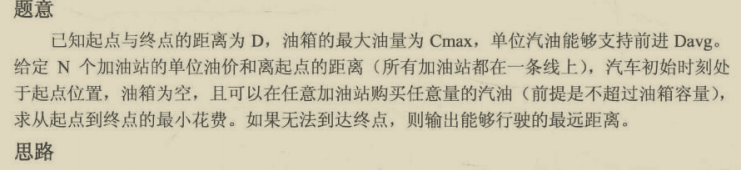 题意
已知起点与终点的距离为 D，油箱的最大油量为 Cmax，单位汽油能够支持前进 Davg。
给定 N 个加油站的单位油价和离起点的距离（所有加油站都在一条线上），汽车初始时刻处
于起点位置，油箱为空，且可以在任意加油站购买任意量的汽油（前提是不超过油箱容量），
求从起点到终点的最小花费。如果无法到达终点，则输出能够行驶的最远距离。
思路